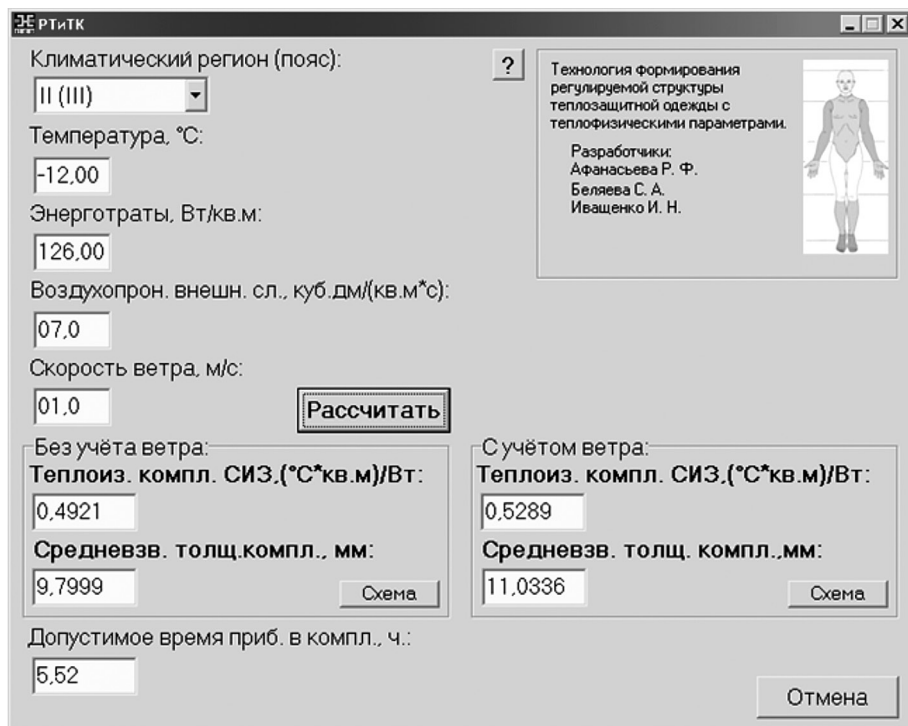 РТиТК
Климатический регион (пояс):
II (III)
?
Технология формирования
регулируемой структуры
теплозащитной одежды с
теплофизическими параметрами.
Разработчики:
Афанасьева Р. Ф.
Беляева С. А.
Иващенко И. Н.
Температура, °С:
-12,00
Энерготраты, Вт/кв.м:
126,00
Воздухопрон. внешн. сл., куб.дм/(кв.м*с):
07,0
Скорость ветра, м/с:
01,0
Рассчитать
Без учёта ветра:
Теплоиз. компл. СИЗ,(°С*кв.м)/Вт:
0,4921
Средневзв. толщ.компл., мм:
9,7999
Схема
С учётом ветра:
Теплоиз. компл. СИЗ,(°С*кв.м)/Вт:
0,5289
Средневзв. толщ. компл.,мм:
11,0336
Схема
Допустимое время приб. в компл., ч.:
5,52
Отмена